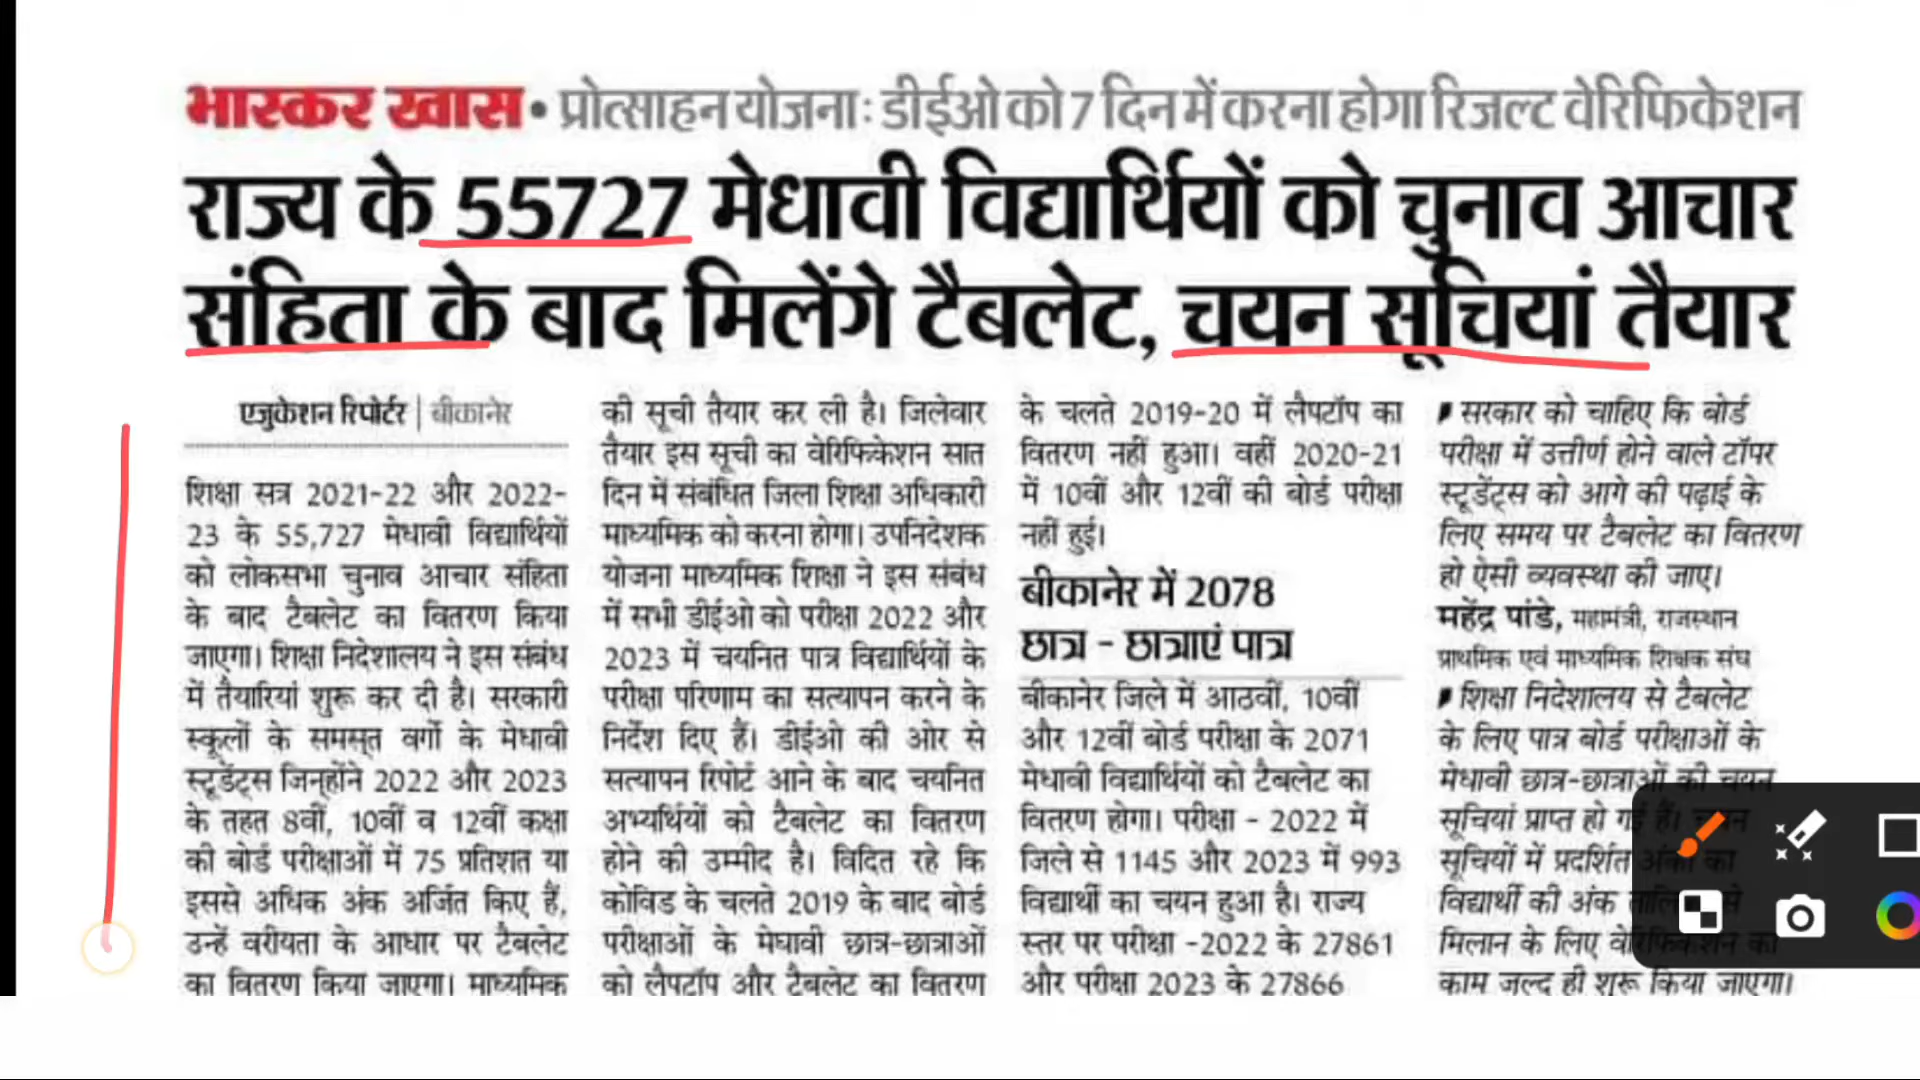 भास्कर खास • प्रोत्साहन योजना: डीईओ को 7 दिन में करना होगा रिजल्ट वेरिफिकेशन
राज्य के 55727 मेधावी विद्यार्थियों को चुनाव आचार
संहिता के बाद मिलेंगे टैबलेट, चयन सूचियां तैयार
एजुकेशन रिपोर्टर | बीकानेर
शिक्षा सत्र 2021-22 और 2022-
23 के 55,727 मेधावी विद्यार्थियों
को लोकसभा चुनाव आचार संहिता
के बाद टैबलेट का वितरण किया
जाएगा। शिक्षा निदेशालय ने इस संबंध
में तैयारियां शुरू कर दी है। सरकारी
स्कूलों के समस्त वर्गो के मेधावी
स्टूडेंट्स जिन्होंने 2022 और 2023
के तहत 8वीं, 10वीं व 12वीं कक्षा
की बोर्ड परीक्षाओं में 75 प्रतिशत या
इससे अधिक अंक अर्जित किए हैं,
उन्हें वरीयता के आधार पर टैबलेट
का वितरण किया जाएगा। माध्यमिक
की सूची तैयार कर ली है। जिलेवार
तैयार इस सूची का वेरिफिकेशन सात
दिन में संबंधित जिला शिक्षा अधिकारी
माध्यमिक को करना होगा। उपनिदेशक
योजना माध्यमिक शिक्षा ने इस संबंध
में सभी डीईओ को परीक्षा 2022 और
2023 में चयनित पात्र विद्यार्थियों के
परीक्षा परिणाम का सत्यापन करने के
निर्देश दिए हैं। डीईओ की ओर से
सत्यापन रिपोर्ट आने के बाद चयनित
अभ्यर्थियों को टैबलेट का वितरण
होने की उम्मीद है। विदित रहे कि
कोविड के चलते 2019 के बाद बोर्ड
परीक्षाओं के मेघावी छात्र-छात्राओं
को लैपटॉप और टैबलेट का वितरण
के चलते 2019-20 में लैपटॉप का
वितरण नहीं हुआ। वहीं 2020-21
में 10वीं और 12वीं की बोर्ड परीक्षा
नहीं हुई।
बीकानेर में 2078
छात्र - छात्राएं पात्र
बीकानेर जिले में आठवीं, 10वीं
और 12वीं बोर्ड परीक्षा के 2071
मेधावी विद्यार्थियों को टैबलेट का
वितरण होगा। परीक्षा - 2022 में
जिले से 1145 और 2023 में 993
विद्यार्थी का चयन हुआ है। राज्य
स्तर पर परीक्षा -2022 के 27861
और परीक्षा 2023 के 27866
सरकार को चाहिए कि बोर्ड
परीक्षा में उत्तीर्ण होने वाले टॉपर
स्टूडेंट्स को आगे की पढ़ाई के
लिए समय पर टैबलेट का वितरण
हो ऐसी व्यवस्था की जाए।
महेंद्र पांडे, महामंत्री, राजस्थान
प्राथमिक एवं माध्यमिक शिक्षक संघ
शिक्षा निदेशालय से टैबलेट
के लिए पात्र बोर्ड परीक्षाओं के
मेधावी छात्र-छात्राओं की चयन
सूचियां प्राप्त हो गई हैं। चयन
सूचियों में प्रदर्शित अंकों का
विद्यार्थी की अंक तालिका से
मिलान के लिए वेरिफिकेशन का
काम जल्द ही शुरू किया जाएगा।